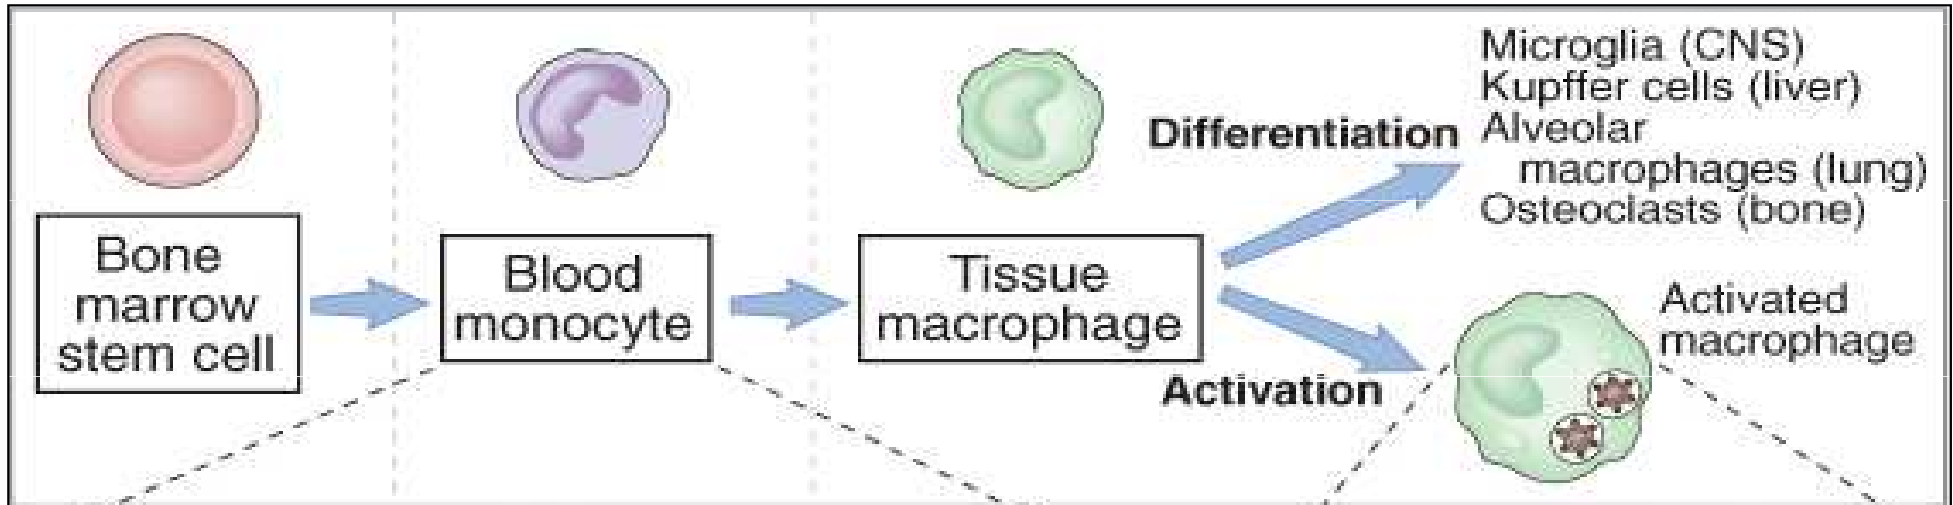 Bone
marrow
stem cell
Blood
monocyte
Tissue
macrophage
Differentiation
Microglia (CNS)
Kupffer cells (liver)
Alveolar
macrophages (lung)
Osteoclasts (bone)
Activation
Activated
macrophage